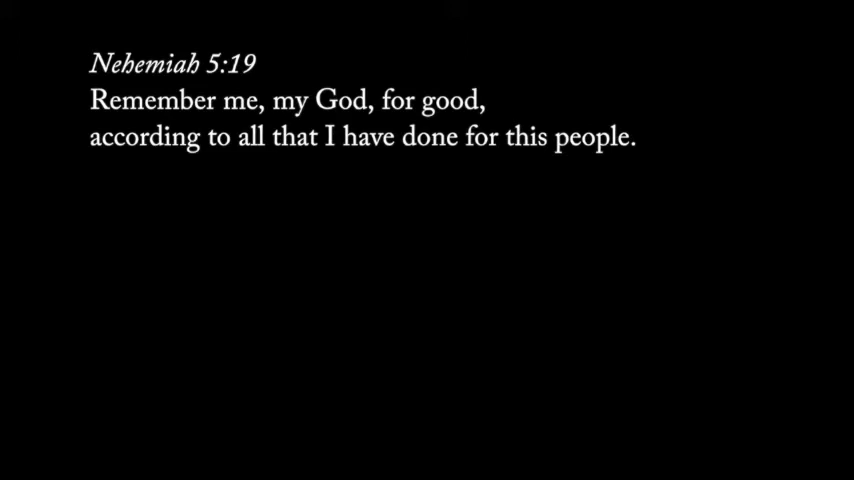 Nehemiah 5:19
Remember me, my God, for good,
according to all that I have done for this people.